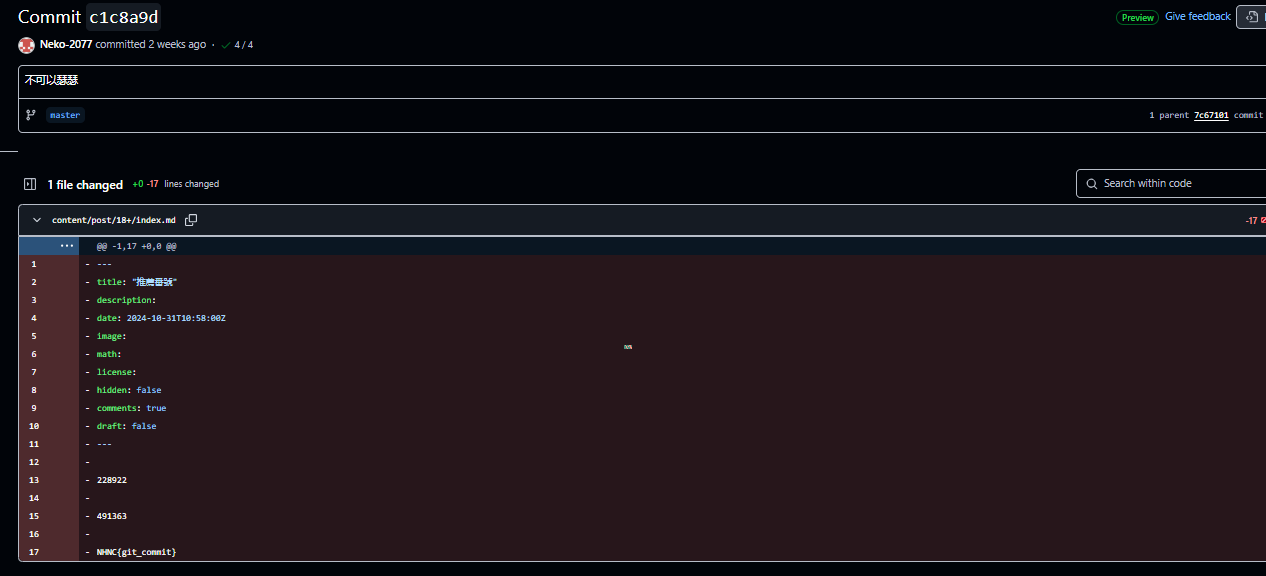 Commit c1c8a9d
Preview Give feedback
Neko-2077 committed 2 weeks ago · 4 / 4
不可以瑟瑟
master
1 parent 7c67101 commit
1 file changed +0 -17 lines changed
Search within code
content/post/18+/index.md
-17
@@ -1,17 +0,0 @@
1 - ---
2 - title: "推薦番號"
3 - description:
4 - date: 2024-10-31T10:58:00Z
5 - image:
6 - math:
7 - license:
8 - hidden: false
9 - comments: true
10 - draft: false
11 - ---
12 -
13 - 228922
14 -
15 - 491363
16 -
17 - NHNC{git_commit}